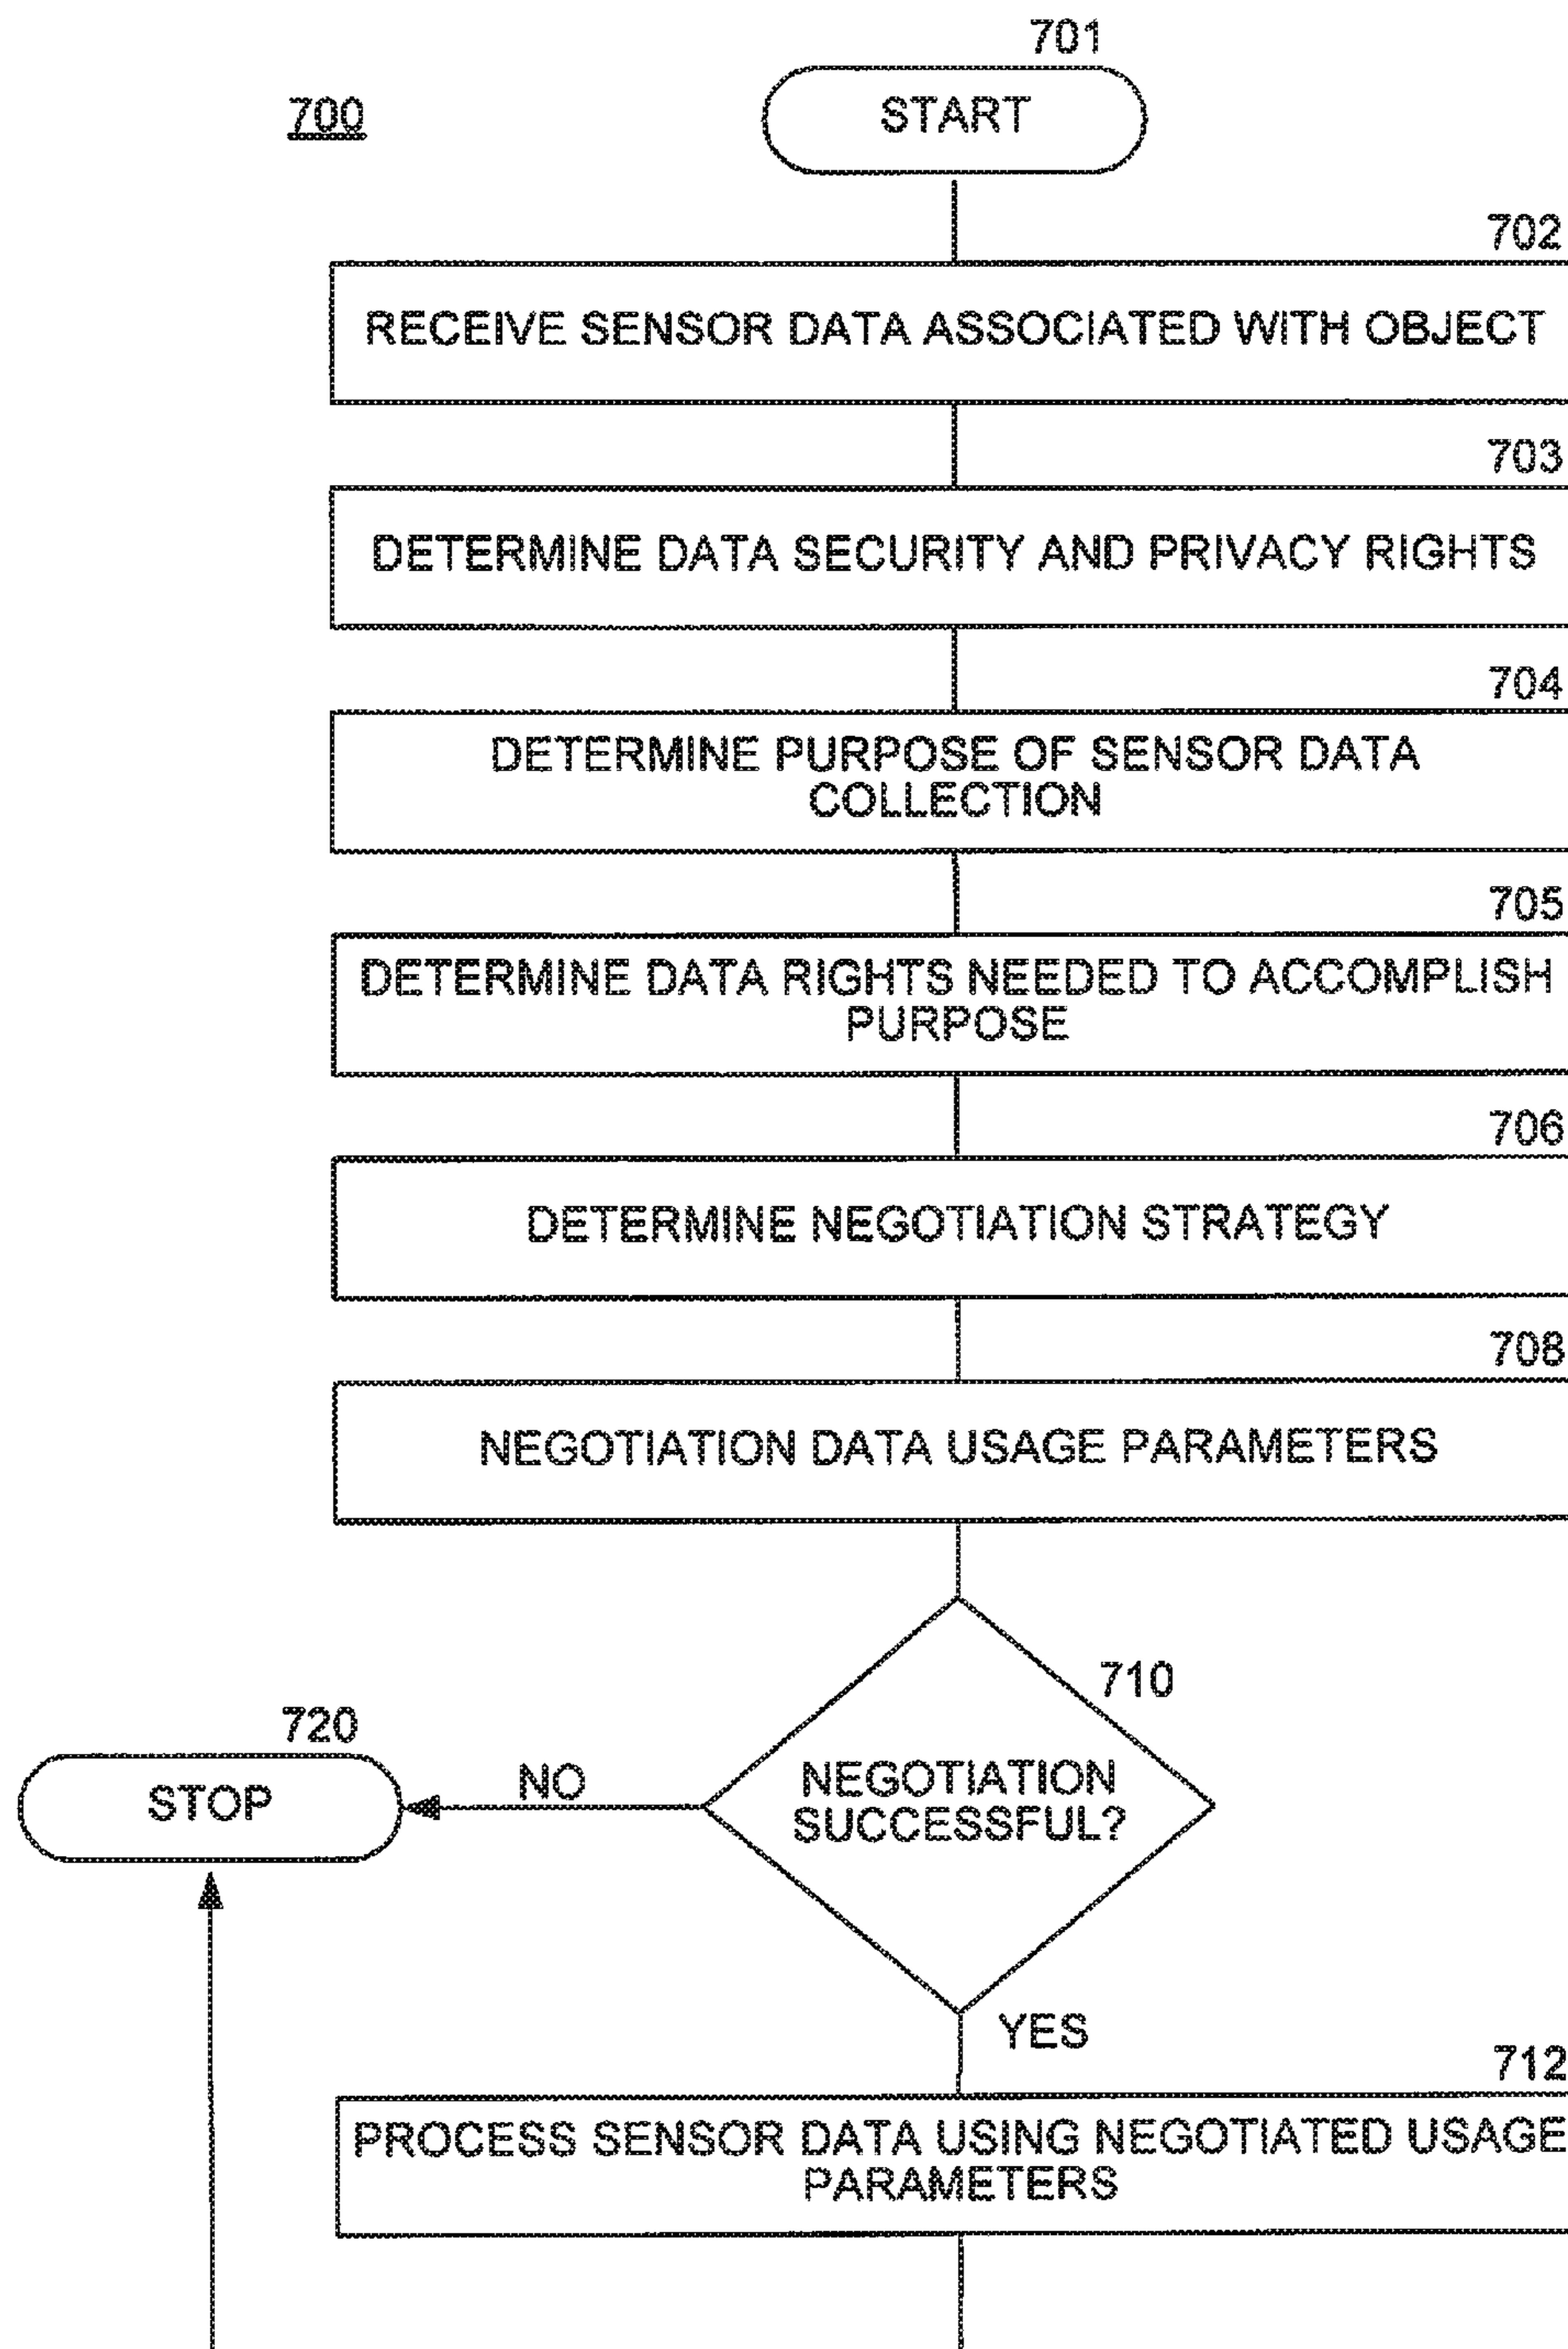 701
700
START
702
RECEIVE SENSOR DATA ASSOCIATED WITH OBJECT
703
DETERMINE DATA SECURITY AND PRIVACY RIGHTS
704
DETERMINE PURPOSE OF SENSOR DATA
COLLECTION
705
DETERMINE DATA RIGHTS NEEDED TO ACCOMPLISH
PURPOSE
706
DETERMINE NEGOTIATION STRATEGY
708
NEGOTIATION DATA USAGE PARAMETERS
710
NEGOTIATION
SUCCESSFUL?
720
STOP
NO
YES
712
PROCESS SENSOR DATA USING NEGOTIATED USAGE
PARAMETERS